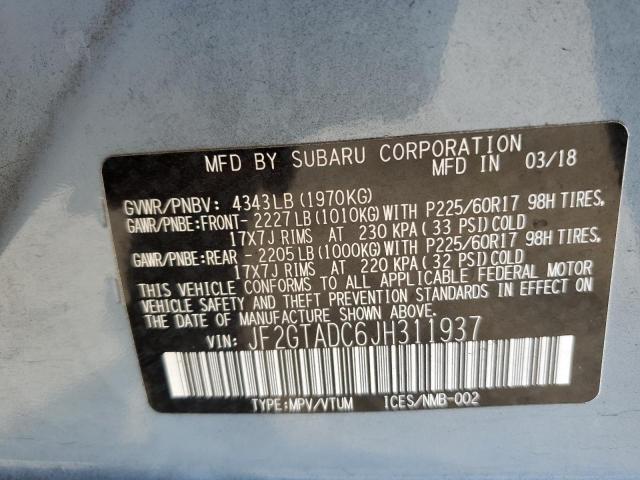 MFD BY SUBARU CORPORATION
MFD IN 03/18
GVWR/PNBV: 4343LB (1970KG)
GAWR/PNBE:FRONT- 2227LB(1010KG)WITH P225/60R17 98H TIRES,
17X7J RIMS AT 230 KPA( 33 PSI)COLD
GAWR/PNBE:REAR - 2205LB(1000KG)WITH P225/60R17 98H TIRES,
17X7J RIMS AT 220 KPA( 32 PSI)COLD
THIS VEHICLE CONFORMS TO ALL APPLICABLE FEDERAL MOTOR
VEHICLE SAFETY AND THEFT PREVENTION STANDARDS IN EFFECT
ON THE DATE OF MANUFACTURE SHOWN ABOVE.
VIN: JF2GTADC6JH311937
TYPE:MPV/VTUM ICES/NMB-002